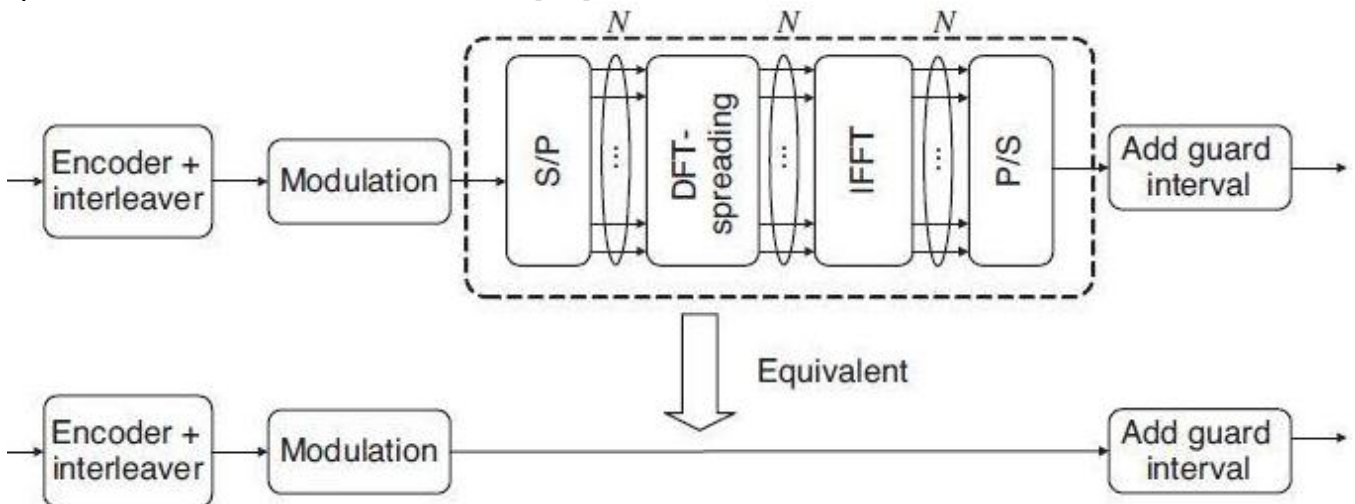 N
N
N
Encoder +
interleaver
Modulation
S/P
...
DFT-
spreading
...
IFFT
...
P/S
Add guard
interval
Equivalent
Encoder +
interleaver
Modulation
Add guard
interval